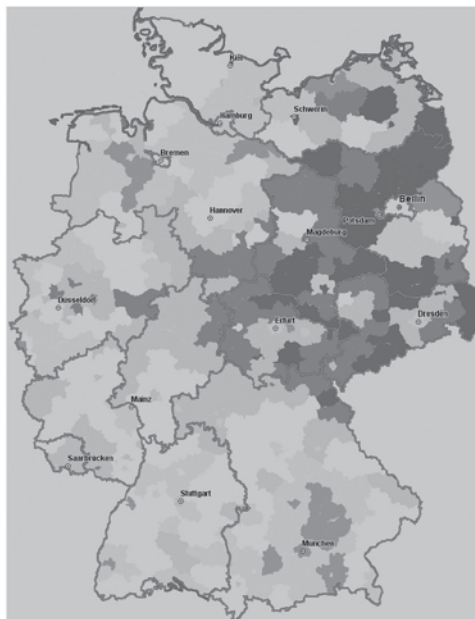 Kiel
Hamburg
Schwerin
Bremen
Berlin
Potsdam
Hannover
Magdeburg
Düsseldorf
Erfurt
Dresden
Mainz
Saarbrücken
Stuttgart
München